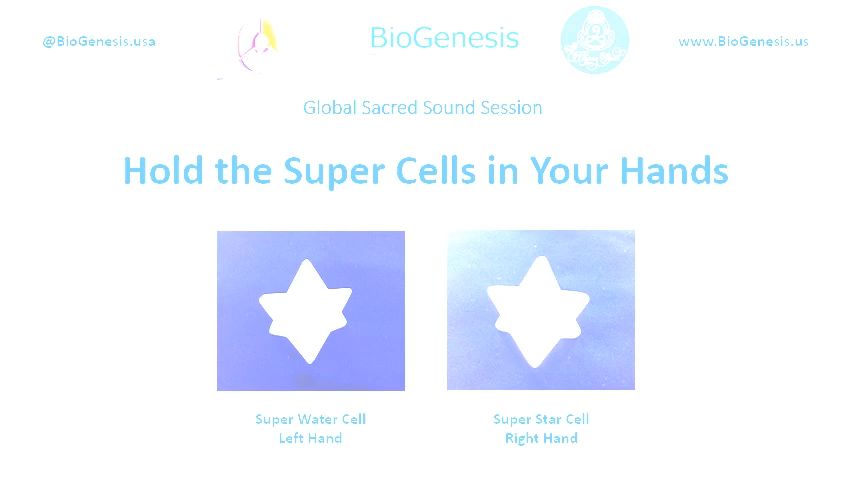 @BioGenesis.usa
BioGenesis
www.BioGenesis.us
Global Sacred Sound Session
Hold the Super Cells in Your Hands
Super Water Cell
Left Hand
Super Star Cell
Right Hand